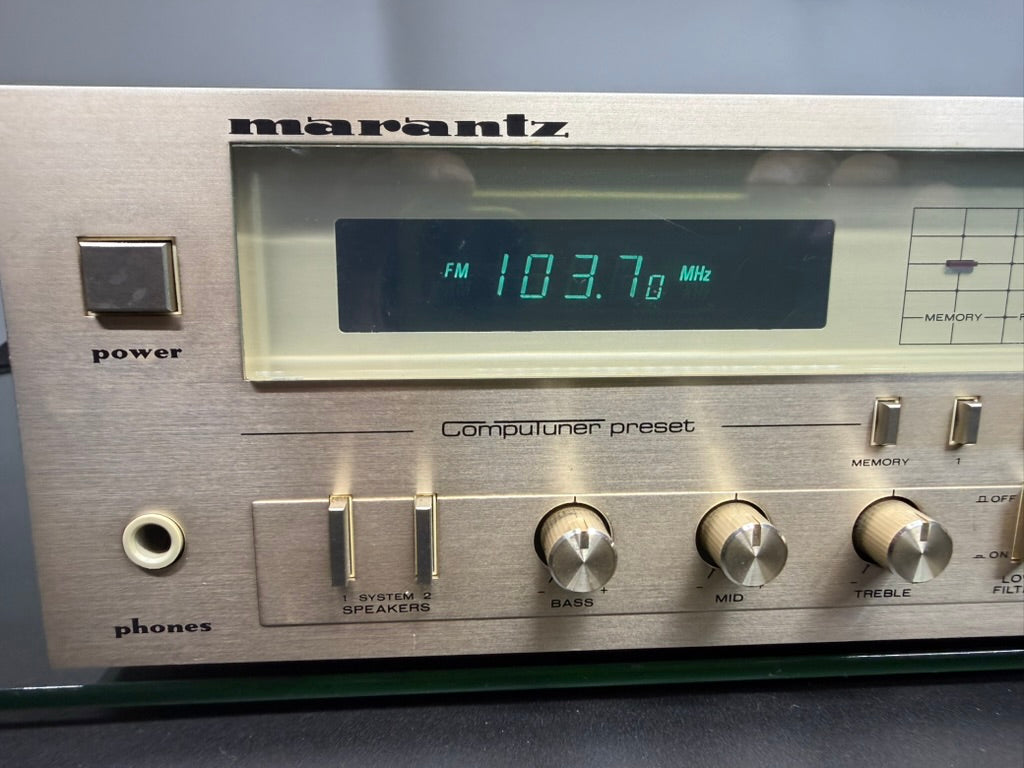 marantz
FM 103.70 MHz
MEMORY
power
CompuTuner preset
MEMORY
1
OFF
ON
1 SYSTEM 2
SPEAKERS
- BASS +
- MID
- TREBLE
phones